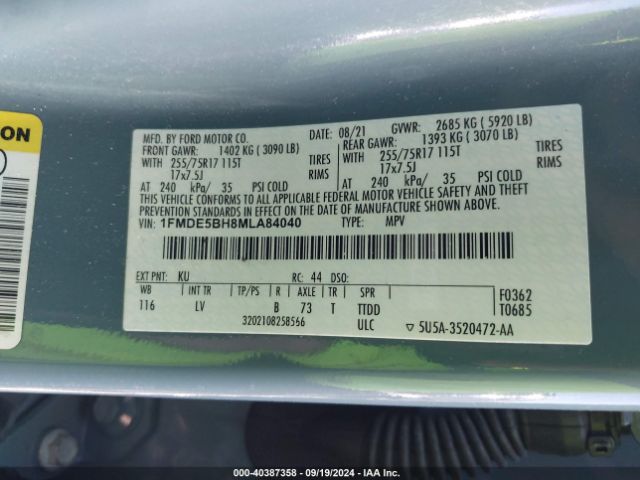 ON
MFD. BY FORD MOTOR CO. DATE: 08/21 GVWR: 2685 KG ( 5920 LB)
FRONT GAWR: 1402 KG ( 3090 LB) REAR GAWR: 1393 KG ( 3070 LB)
WITH 255/75R17 115T TIRES WITH 255/75R17 115T TIRES
17x7.5J RIMS 17x7.5J RIMS
AT 240 kPa/ 35 PSI COLD AT 240 kPa/ 35 PSI COLD
THIS VEHICLE CONFORMS TO ALL APPLICABLE FEDERAL MOTOR VEHICLE SAFETY AND THEFT
PREVENTION STANDARDS IN EFFECT ON THE DATE OF MANUFACTURE SHOWN ABOVE.
1FMDE5BH8MLA84040 TYPE: MPV
EXT PNT: KU RC: 44 DSO:
WB INT TR TP/PS R AXLE TR SPR F0362
116 LV B 73 T TTDD T0685
3202108258566 ULC 5U5A-3520472-AA
000-40387358 - 09/19/2024 - IAA Inc.